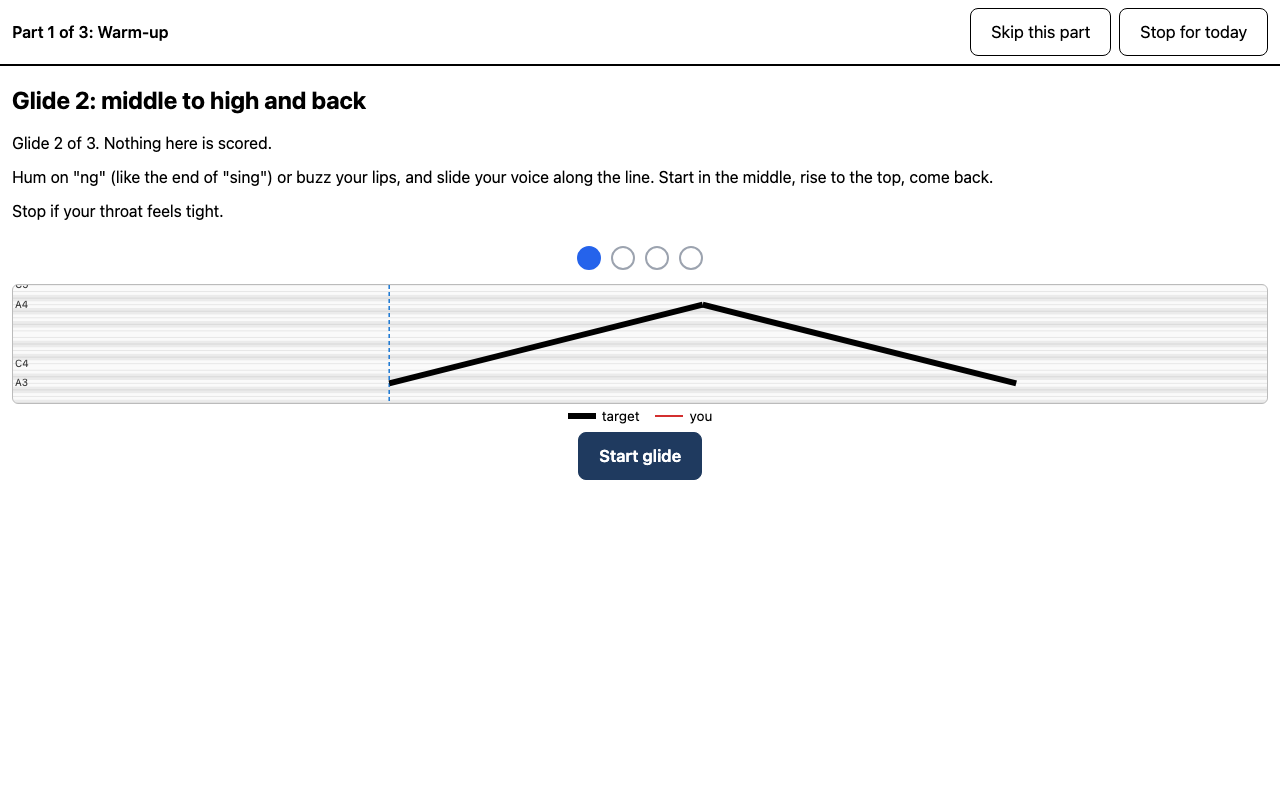 Part 1 of 3: Warm-up
Skip this part
Stop for today
Glide 2: middle to high and back
Glide 2 of 3. Nothing here is scored.
Hum on "ng" (like the end of "sing") or buzz your lips, and slide your voice along the line. Start in the middle, rise to the top, come back.
Stop if your throat feels tight.
A4
C4
A3
target
you
Start glide